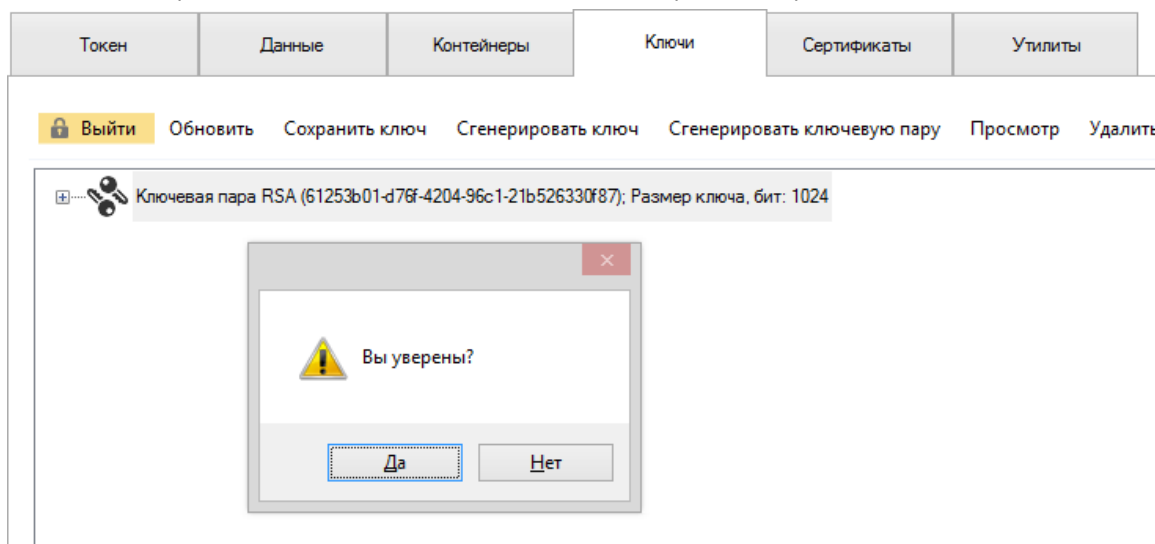 Токен Данные Контейнеры Ключи Сертификаты Утилиты
Выйти Обновить Сохранить ключ Сгенерировать ключ Сгенерировать ключевую пару Просмотр Удалить
Ключевая пара RSA (61253b01-d76f-4204-96c1-21b526330f87); Размер ключа, бит: 1024
Вы уверены?
Да Нет